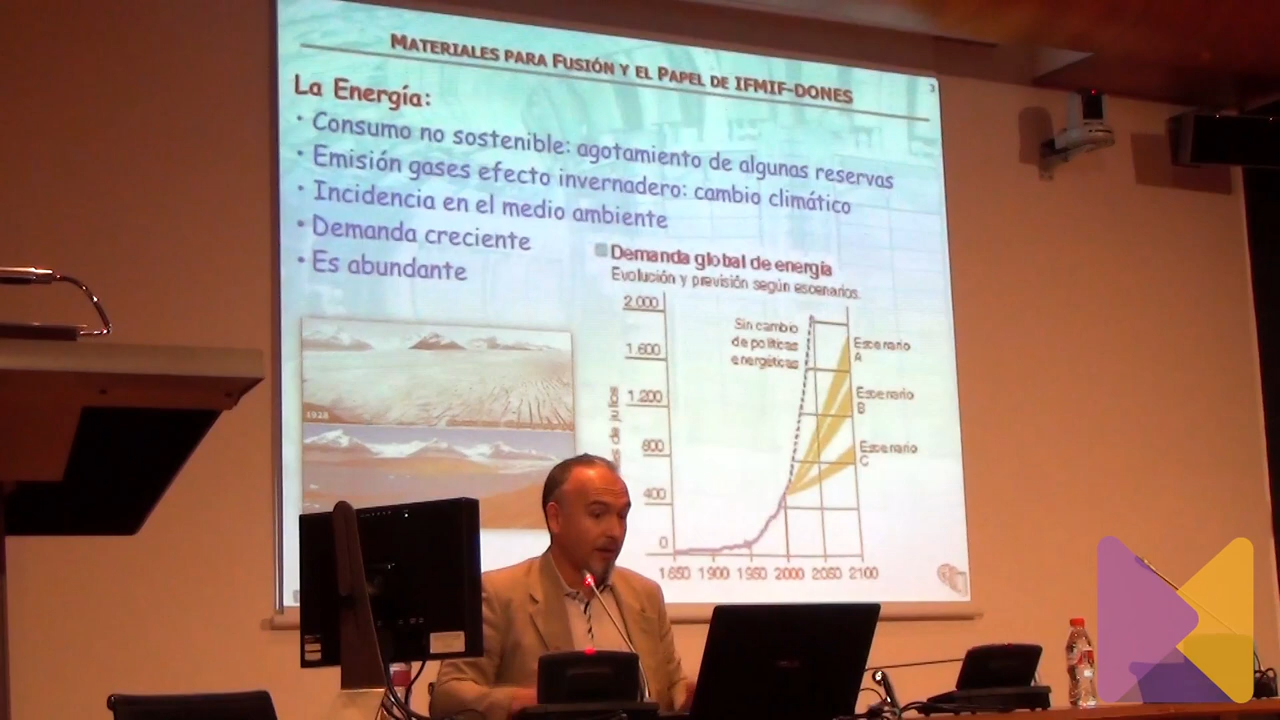 MATERIALES PARA FUSIÓN Y EL PAPEL DE IFMIF-DONES
3
La Energía:
• Consumo no sostenible: agotamiento de algunas reservas
• Emisión gases efecto invernadero: cambio climático
• Incidencia en el medio ambiente
• Demanda creciente
• Es abundante
Demanda global de energía
Evolución y previsión según escenarios.
2.000
1.600
1.200
800
400
0
Sin cambio
de políticas
energéticas
Escenario
A
Escenario
B
Escenario
C
1850 1900 1950 2000 2050 2100
1928